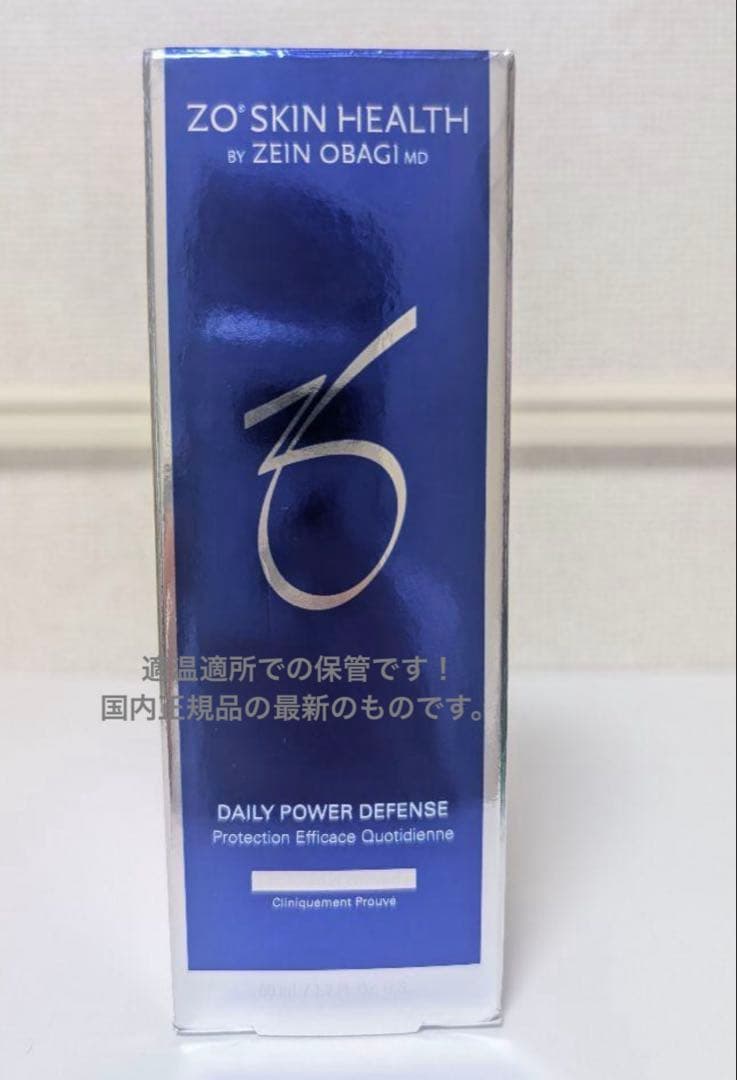 ZO® SKIN HEALTH
BY ZEIN OBAGI MD
適温適所での保管です！
国内正規品の最新のものです。
DAILY POWER DEFENSE
Protection Efficace Quotidienne
Cliniquement Prouvé